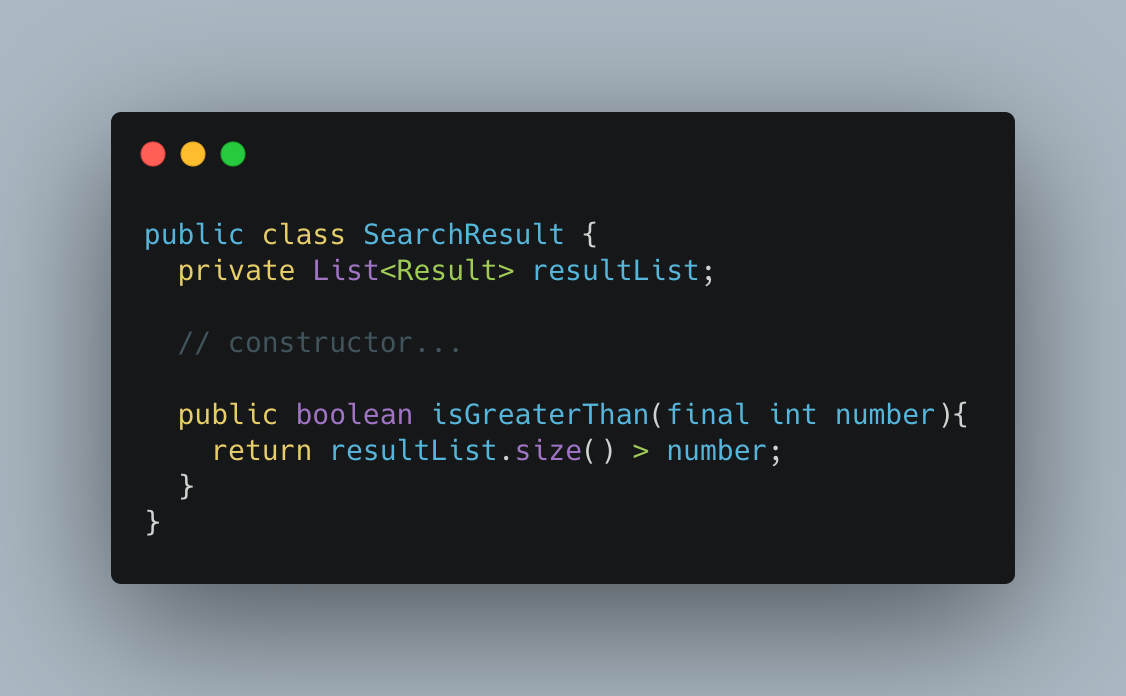 public class SearchResult {
  private List<Result> resultList;

  // constructor...

  public boolean isGreaterThan(final int number){
    return resultList.size() > number;
  }
}